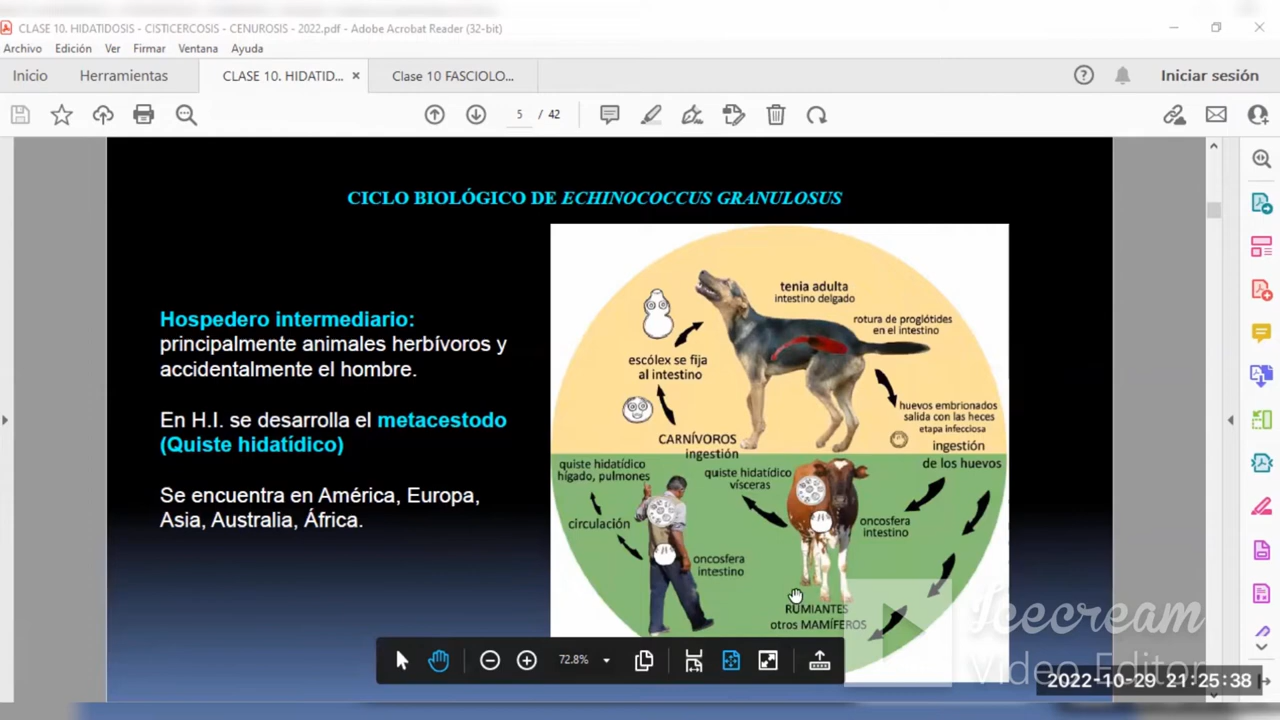 CLASE 10. HIDATIDOSIS - CISTICERCOSIS - CENUROSIS - 2022.pdf - Adobe Acrobat Reader (32-bit)
Archivo Edición Ver Firmar Ventana Ayuda
Inicio Herramientas CLASE 10. HIDATID... Clase 10 FASCIOLO... Iniciar sesión
5 / 42
CICLO BIOLÓGICO DE ECHINOCOCCUS GRANULOSUS
Hospedero intermediario:
principalmente animales herbívoros y
accidentalmente el hombre.
En H.I. se desarrolla el metacestodo
(Quiste hidatídico)
Se encuentra en América, Europa,
Asia, Australia, África.
tenia adulta
intestino delgado
rotura de proglótides
en el intestino
escólex se fija
al intestino
huevos embrionados
salida con las heces
etapa infecciosa
CARNÍVOROS
ingestión
ingestión
de los huevos
quiste hidatídico
hígado, pulmones
quiste hidatídico
vísceras
circulación
oncosfera
intestino
oncosfera
intestino
RUMIANTES
otros MAMÍFEROS
72.8%
Icecream
Video Editor
2022-10-29 21:25:38